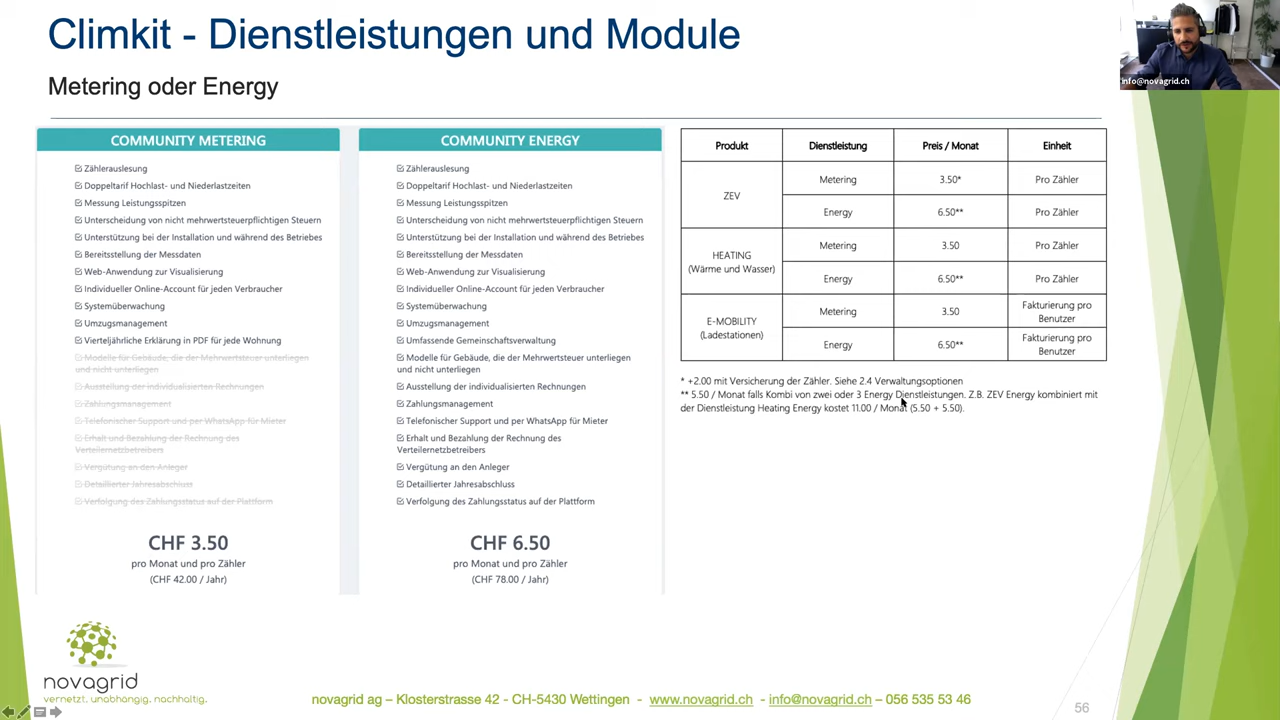 Climkit - Dienstleistungen und Module
Metering oder Energy
info@novagrid.ch
COMMUNITY METERING
Zählerauslesung
Doppeltarif Hochlast- und Niederlastzeiten
Messung Leistungsspitzen
Unterscheidung von nicht mehrwertsteuerpflichtigen Steuern
Unterstützung bei der Installation und während des Betriebes
Bereitsstellung der Messdaten
Web-Anwendung zur Visualisierung
Individueller Online-Account für jeden Verbraucher
Systemüberwachung
Umzugsmanagement
Vierteljährliche Erklärung in PDF für jede Wohnung
Modelle für Gebäude, die der Mehrwertsteuer unterliegen
und nicht unterliegen
Ausstellung der individualisierten Rechnungen
Zahlungsmanagement
Telefonischer Support und per WhatsApp für Mieter
Erhalt und Bezahlung der Rechnung des
Verteilernetzbetreibers
Vergütung an den Anleger
Detaillierter Jahresabschluss
Verfolgung des Zahlungsstatus auf der Plattform
CHF 3.50
pro Monat und pro Zähler
(CHF 42.00 / Jahr)
COMMUNITY ENERGY
Zählerauslesung
Doppeltarif Hochlast- und Niederlastzeiten
Messung Leistungsspitzen
Unterscheidung von nicht mehrwertsteuerpflichtigen Steuern
Unterstützung bei der Installation und während des Betriebes
Bereitsstellung der Messdaten
Web-Anwendung zur Visualisierung
Individueller Online-Account für jeden Verbraucher
Systemüberwachung
Umzugsmanagement
Umfassende Gemeinschaftsverwaltung
Modelle für Gebäude, die der Mehrwertsteuer unterliegen
und nicht unterliegen
Ausstellung der individualisierten Rechnungen
Zahlungsmanagement
Telefonischer Support und per WhatsApp für Mieter
Erhalt und Bezahlung der Rechnung des
Verteilernetzbetreibers
Vergütung an den Anleger
Detaillierter Jahresabschluss
Verfolgung des Zahlungsstatus auf der Plattform
CHF 6.50
pro Monat und pro Zähler
(CHF 78.00 / Jahr)
Produkt Dienstleistung Preis / Monat Einheit
ZEV
Metering 3.50* Pro Zähler
Energy 6.50** Pro Zähler
HEATING
(Wärme und Wasser)
Metering 3.50 Pro Zähler
Energy 6.50** Pro Zähler
E-MOBILITY
(Ladestationen)
Metering 3.50 Fakturierung pro
Benutzer
Energy 6.50** Fakturierung pro
Benutzer
* +2.00 mit Versicherung der Zähler. Siehe 2.4 Verwaltungsoptionen
** 5.50 / Monat falls Kombi von zwei oder 3 Energy Dienstleistungen. Z.B. ZEV Energy kombiniert mit
der Dienstleistung Heating Energy kostet 11.00 / Monat (5.50 + 5.50).
novagrid
vernetzt, unabhängig, nachhaltig.
novagrid ag – Klosterstrasse 42 - CH-5430 Wettingen - www.novagrid.ch - info@novagrid.ch – 056 535 53 46
56